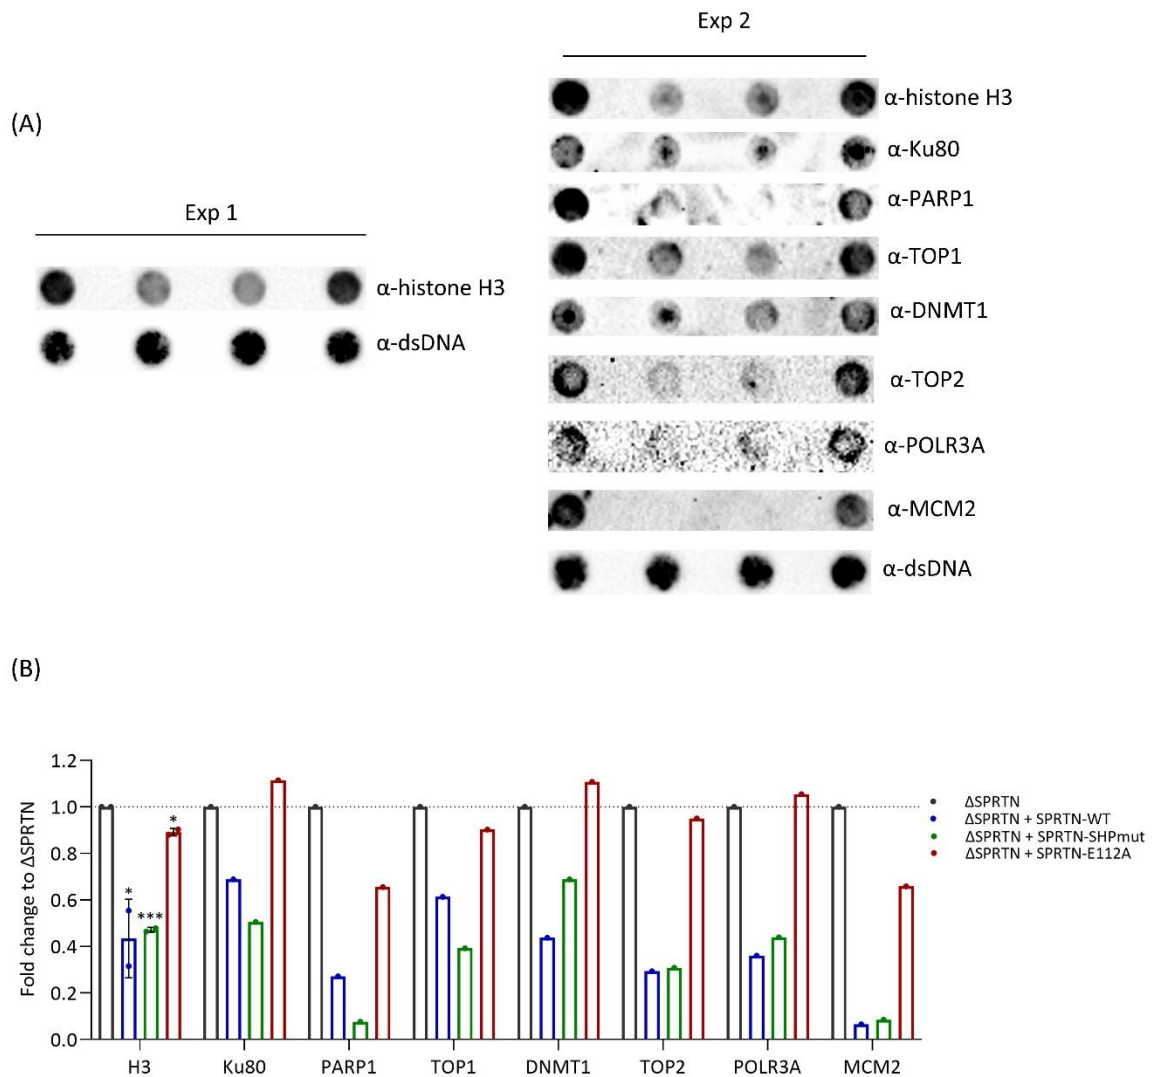 Exp 2
(A)
α-histone H3
α-Ku80
α-PARP1
Exp 1
α-TOP1
α-histone H3
α-DNMT1
α-dsDNA
α-TOP2
α-POLR3A
α-MCM2
α-dsDNA
(B)
Fold change to ΔSPRTN
1.2
1.0
0.8
0.6
0.4
0.2
0.0
*
***
*
H3 Ku80 PARP1 TOP1 DNMT1 TOP2 POLR3A MCM2
ΔSPRTN
ΔSPRTN + SPRTN-WT
ΔSPRTN + SPRTN-SHPmut
ΔSPRTN + SPRTN-E112A